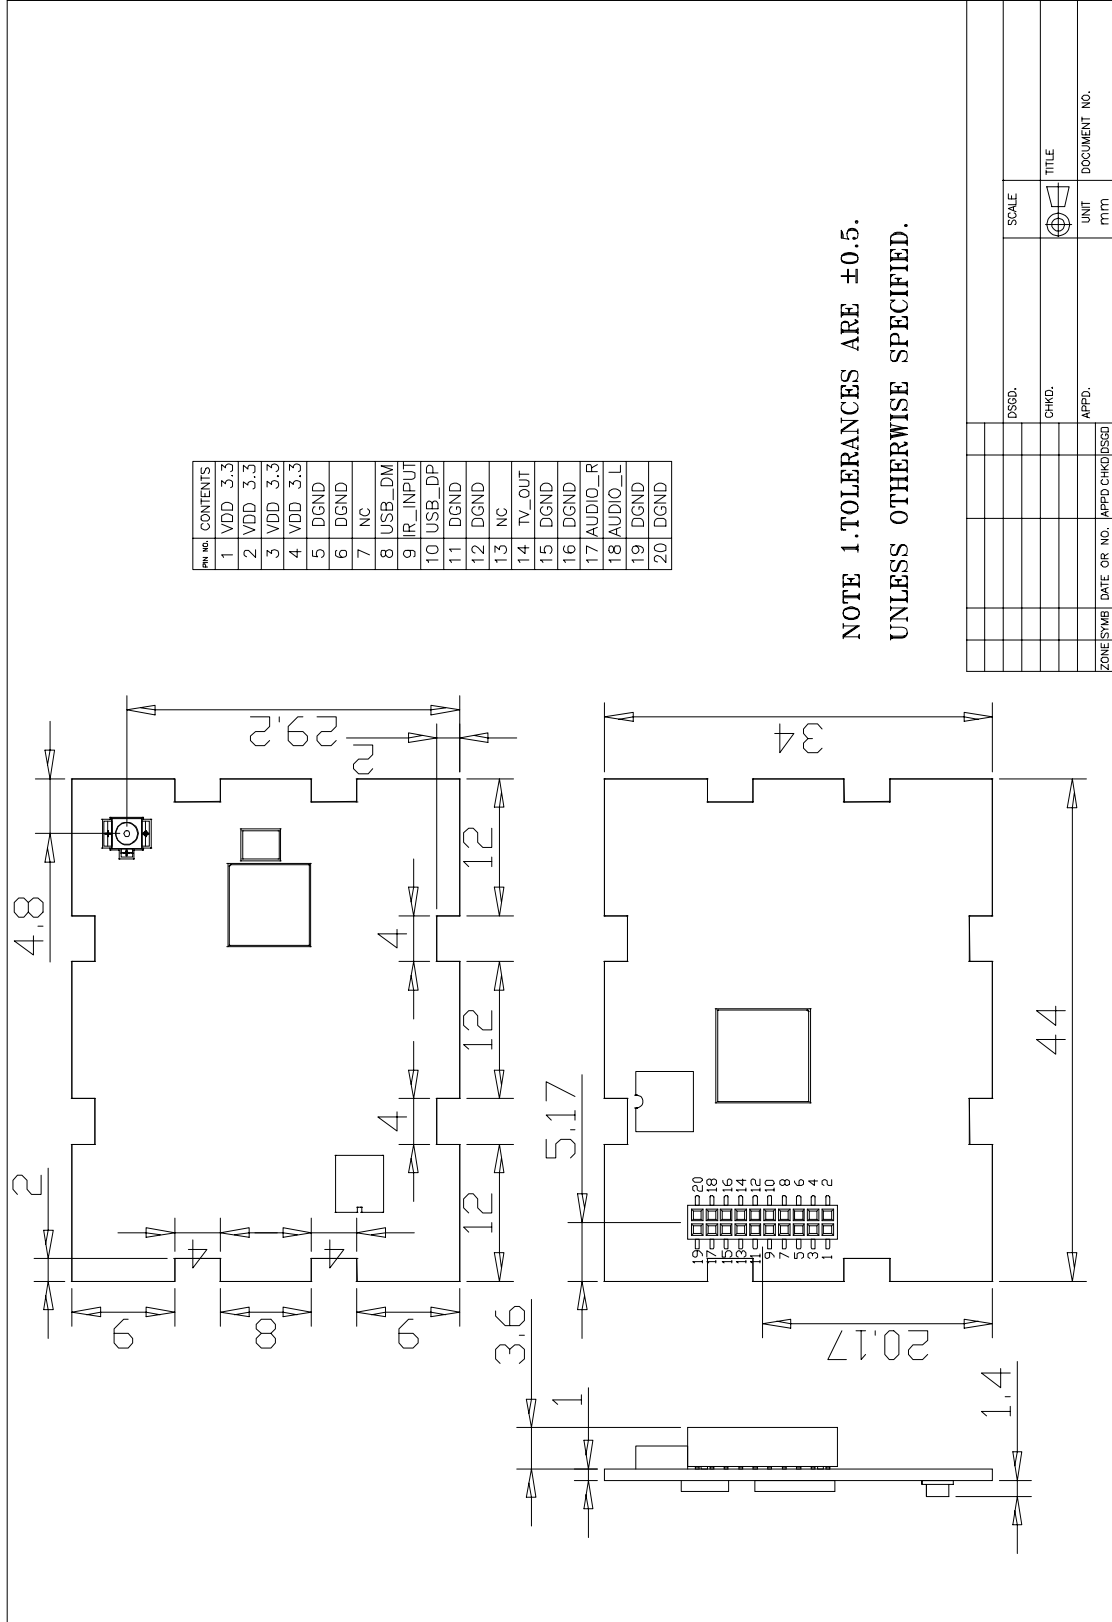 4.8
2
29.2
2
12
4
12
4
12
4
4
9
8
9
3.6
1
1.4
5.17
20.17
34
44
19 20
17 18
15 16
13 14
11 12
9 10
7 8
5 6
3 4
1 2
PIN NO. CONTENTS
1 VDD 3.3
2 VDD 3.3
3 VDD 3.3
4 VDD 3.3
5 DGND
6 DGND
7 NC
8 USB_DM
9 IR_INPUT
10 USB_DP
11 DGND
12 DGND
13 NC
14 TV_OUT
15 DGND
16 DGND
17 AUDIO_R
18 AUDIO_L
19 DGND
20 DGND
NOTE 1.TOLERANCES ARE ±0.5.
UNLESS OTHERWISE SPECIFIED.
DSGD. SCALE
CHKD. TITLE
APPD. UNIT DOCUMENT NO.
mm
ZONE SYMB DATE OR NO. APPD CHKD DSGD